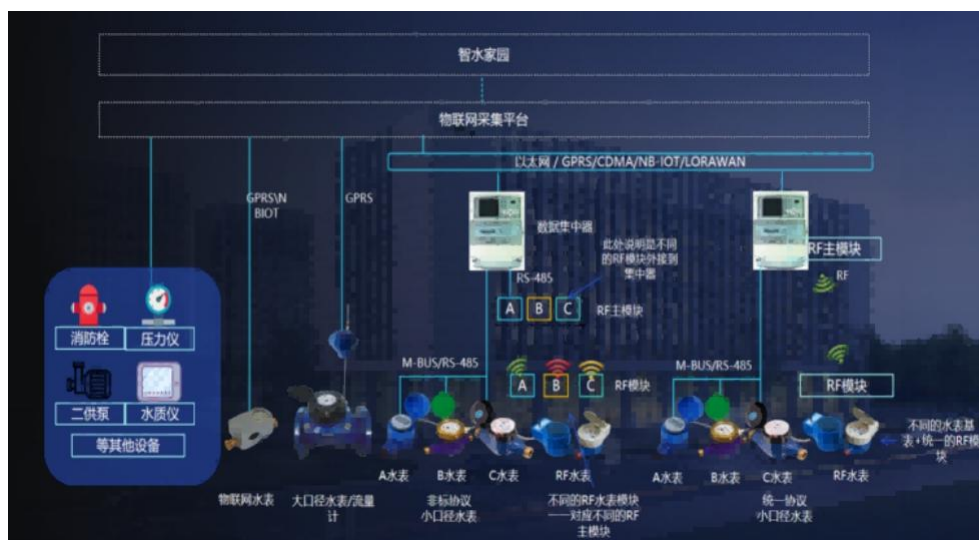 智水家园
物联网采集平台
以太网 / GPRS/CDMA/NB-IOT/LORAWAN
GPRS\N
BIOT
GPRS
数据集中器
此处说明是不同
的RF模块外接到
集中器
RS-485
A B C RF主模块
RF主模块
RF
消防栓 压力仪
二供泵 水质仪
等其他设备
M-BUS/RS-485
A B C RF模块
M-BUS/RS-485
RF模块
不同的水表基
表+统一的RF模
块
A水表 B水表 C水表 RF水表
A水表 B水表 C水表 RF水表
物联网水表
大口径水表/流量
计
非标协议
小口径水表
不同的RF水表模块
一一对应不同的RF
主模块
统一协议
小口径水表